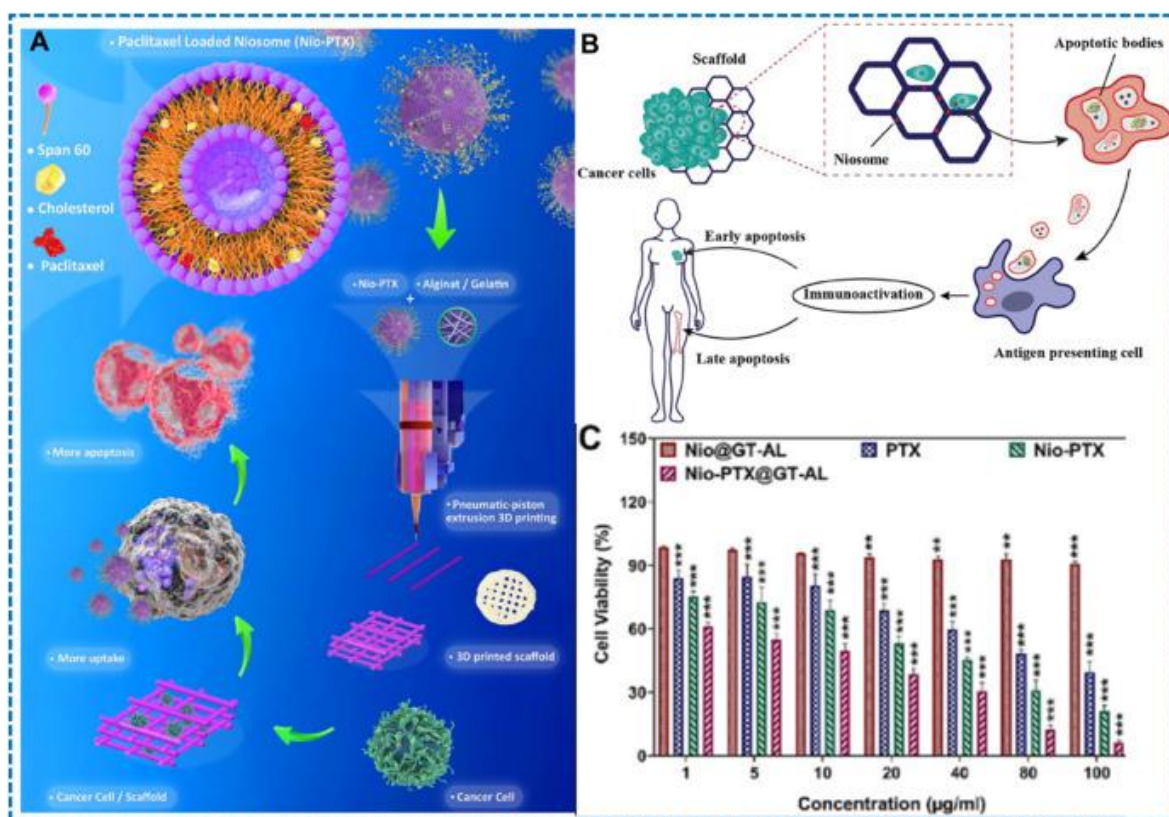 A
• Paclitaxel Loaded Niosome (Nio-PTX)
• Span 60
• Cholesterol
• Paclitaxel
• Nio-PTX
+
• Alginat / Gelatin
• More apoptosis
• Pneumatic-piston
extrusion 3D printing
• More uptake
• 3D printed scaffold
• Cancer Cell / Scaffold
• Cancer Cell
B
Scaffold
Cancer cells
Niosome
Apoptotic bodies
Early apoptosis
Immunoactivation
Late apoptosis
Antigen presenting cell
C
Nio@GT-AL
PTX
Nio-PTX
Nio-PTX@GT-AL
Cell Viability (%)
150
120
90
60
30
0
***
***
***
***
***
***
***
***
***
**
***
***
***
**
***
***
***
**
***
***
***
***
***
***
***
1
5
10
20
40
80
100
Concentration (µg/ml)